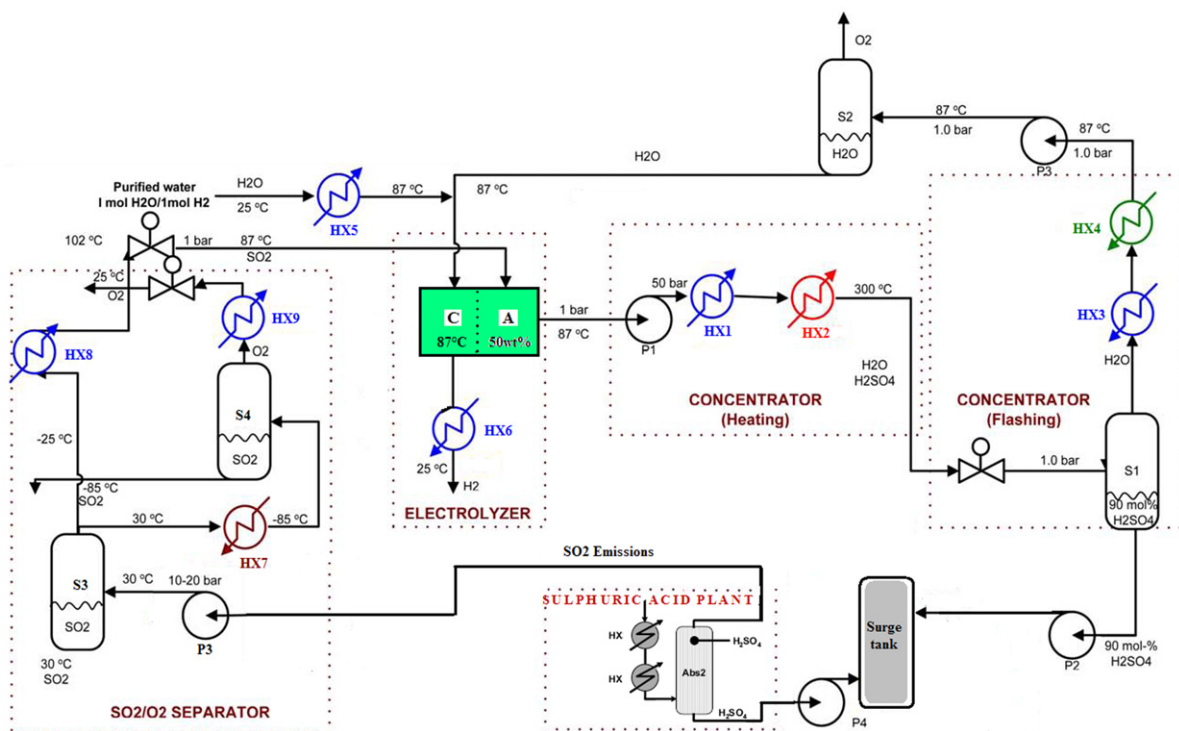 O2
S2
H2O
87 ºC
1.0 bar
P3
87 ºC
1.0 bar
HX4
HX3
H2O
H2O
87 ºC
Purified water
l mol H2O/1mol H2
H2O
25 ºC
HX5
87 ºC
102 ºC
1 bar
87 ºC
SO2
25 ºC
O2
HX9
HX8
O2
S4
SO2
-25 ºC
-85 ºC
SO2
30 ºC
HX7
-85 ºC
S3
SO2
30 ºC
10-20 bar
P3
30 ºC
SO2
SO2/O2 SEPARATOR
C
A
87°C
50wt%
HX6
25 ºC
H2
ELECTROLYZER
1 bar
87 ºC
P1
50 bar
HX1
HX2
300 ºC
H2O
H2SO4
CONCENTRATOR
(Heating)
CONCENTRATOR
(Flashing)
1.0 bar
S1
90 mol%
H2SO4
90 mol-%
H2SO4
P2
Surge
tank
P4
SO2 Emissions
SULPHURIC ACID PLANT
HX
HX
Abs2
H2SO4
H2SO4